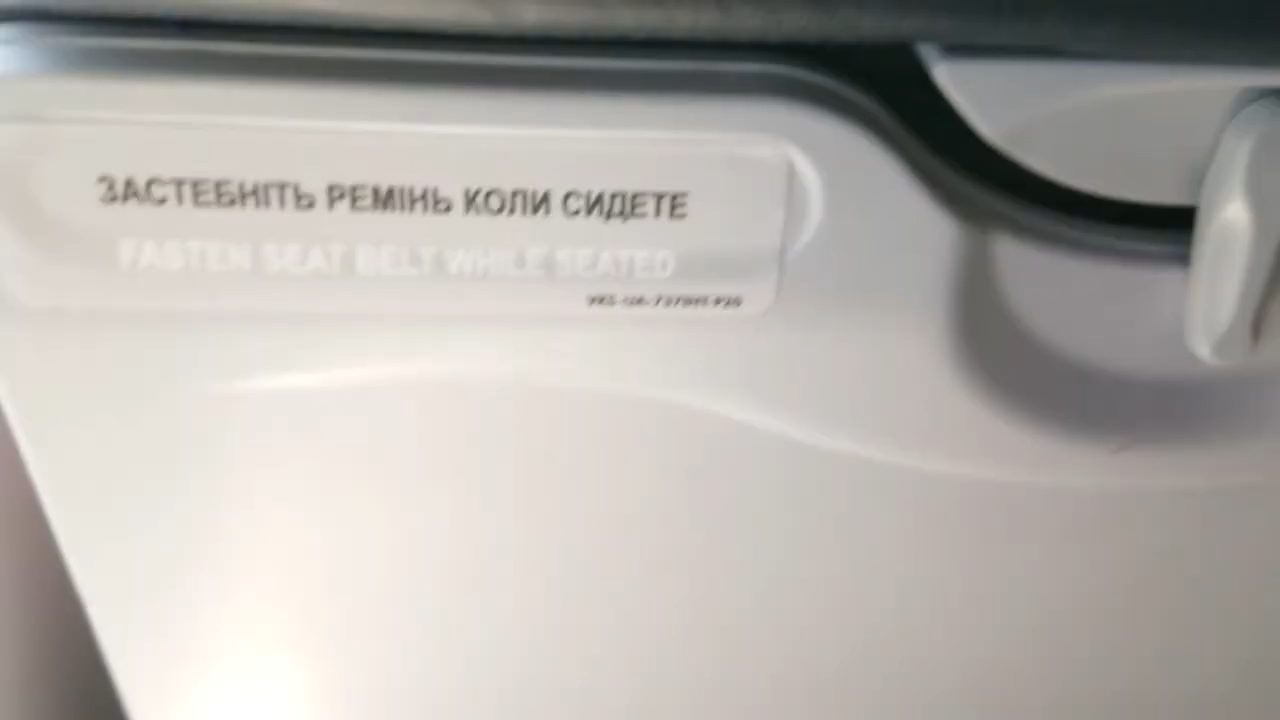 ЗАСТЕБНІТЬ РЕМІНЬ КОЛИ СИДЕТЕ
FASTEN SEAT BELT WHILE SEATED